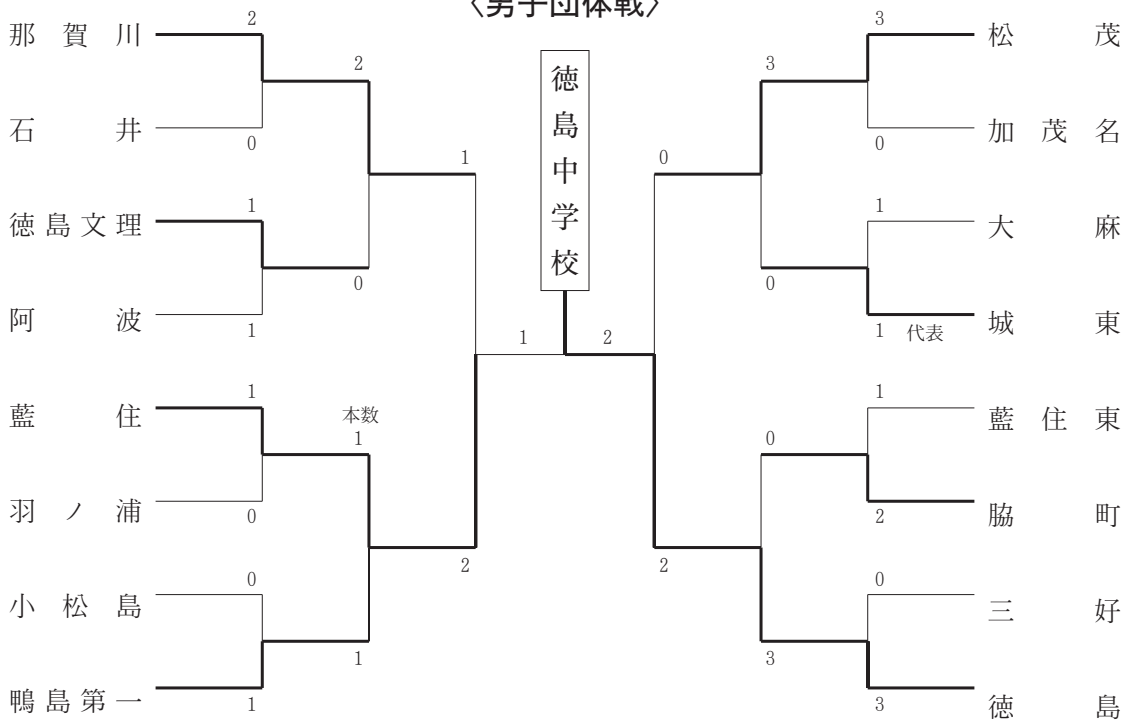 〈男子団体戦〉
徳島中学校
那賀川 2
2
石井 0
1
徳島文理 1
0
阿波 1
1
藍住 1
本数
1
羽ノ浦 0
2
小松島 0
1
鴨島第一 1
3 松茂
3
0 加茂名
0
1 大麻
0
1 代表 城東
2
1 藍住東
0
2 脇町
2
0 三好
3
3 徳島